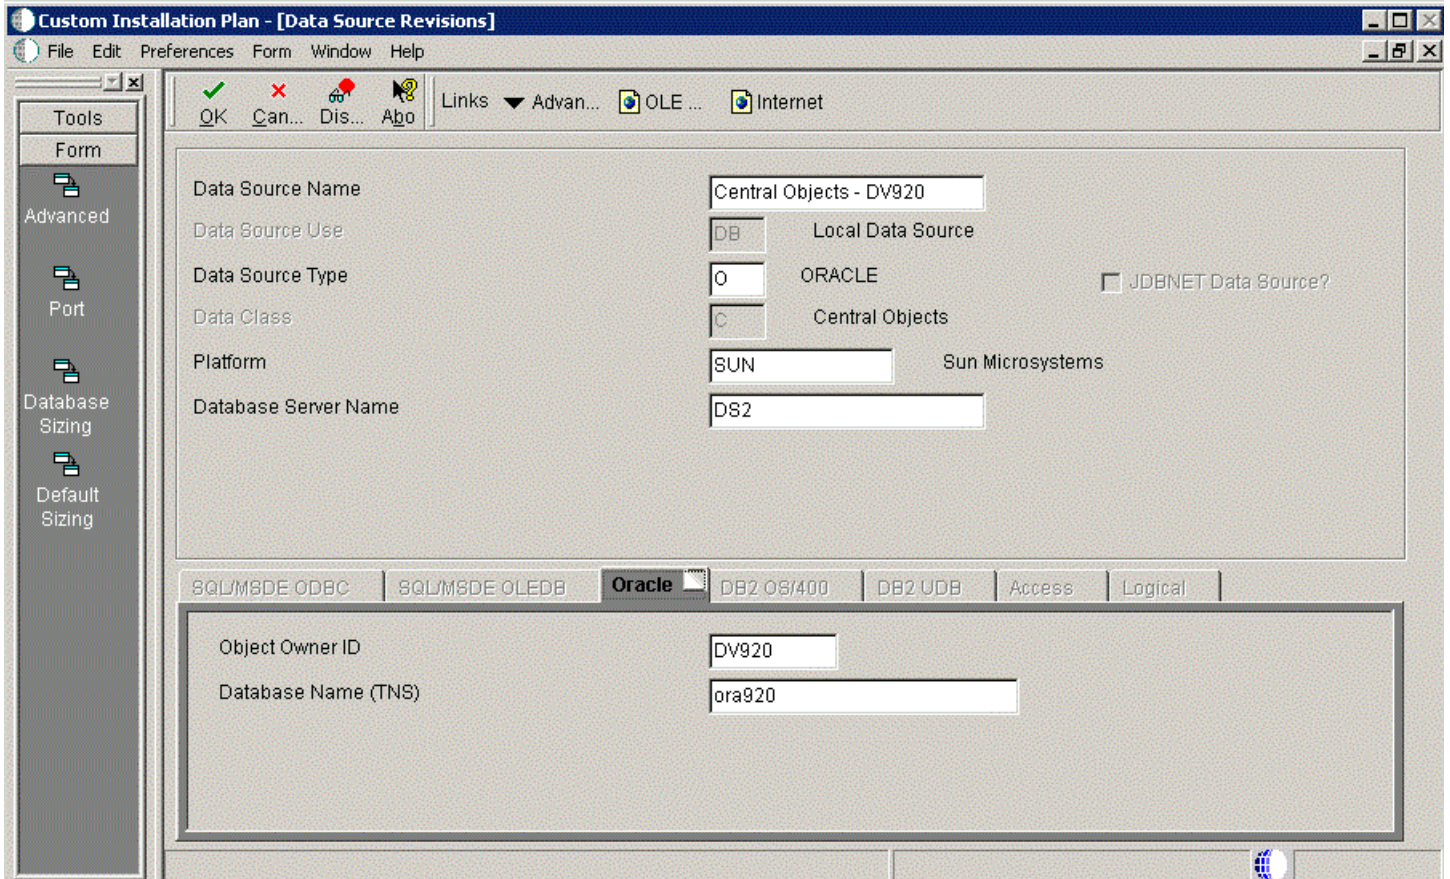 Custom Installation Plan - [Data Source Revisions]
File Edit Preferences Form Window Help
Tools
Form
Advanced
Port
Database
Sizing
Default
Sizing
OK Can... Dis... Abo Links Advan... OLE ... Internet
Data Source Name Central Objects - DV920
Data Source Use DB Local Data Source
Data Source Type O ORACLE JDBNET Data Source?
Data Class C Central Objects
Platform SUN Sun Microsystems
Database Server Name DS2
SQL/MSDE ODBC SQL/MSDE OLEDB Oracle DB2 OS/400 DB2 UDB Access Logical
Object Owner ID DV920
Database Name (TNS) ora920